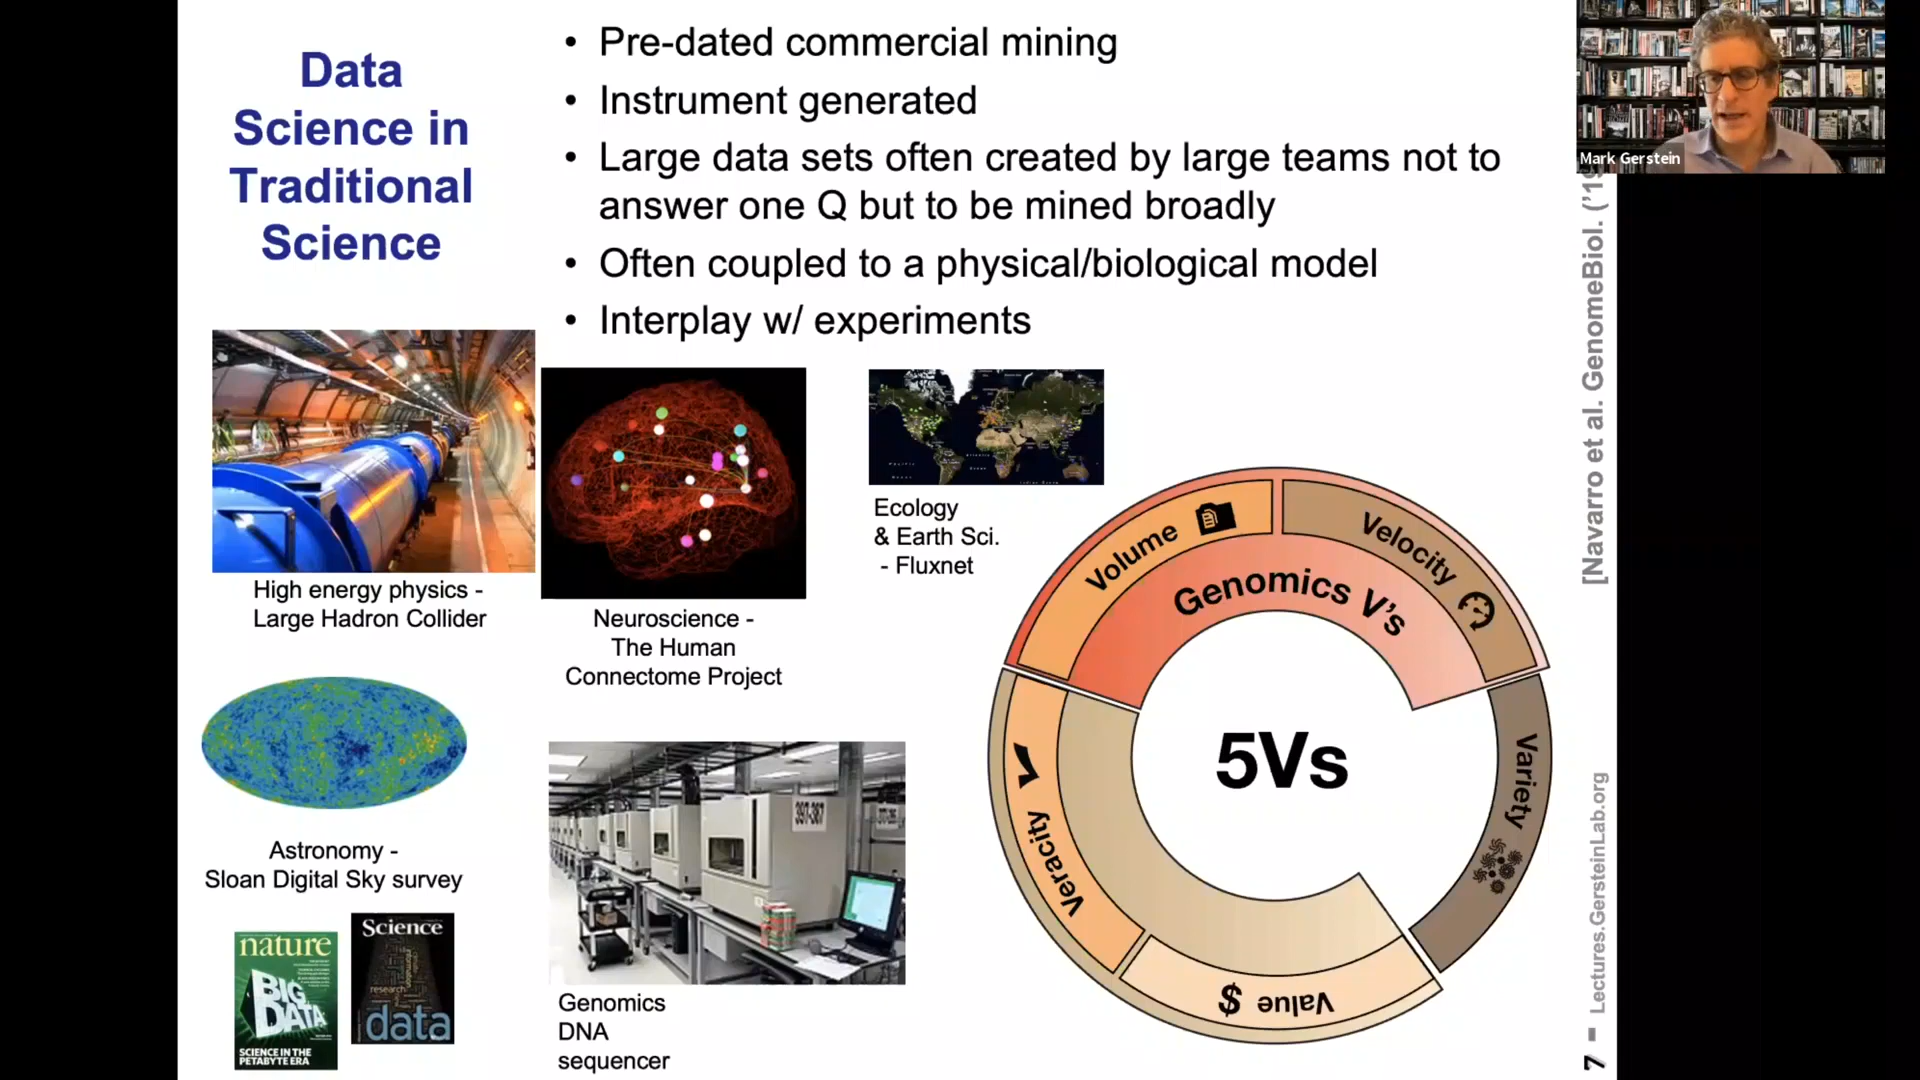 Data
Science in
Traditional
Science
• Pre-dated commercial mining
• Instrument generated
• Large data sets often created by large teams not to
answer one Q but to be mined broadly
• Often coupled to a physical/biological model
• Interplay w/ experiments
Mark Gerstein
High energy physics -
Large Hadron Collider
Neuroscience -
The Human
Connectome Project
Ecology
& Earth Sci.
- Fluxnet
Astronomy -
Sloan Digital Sky survey
nature
BIG
DATA
SCIENCE IN THE
PETABYTE ERA
Science
research
data
397-387
Genomics
DNA
sequencer
Volume
Velocity
Genomics V's
Variety
Veracity
Value $
5Vs
[Navarro et al. GenomeBiol. ('19
7 - Lectures.GersteinLab.org